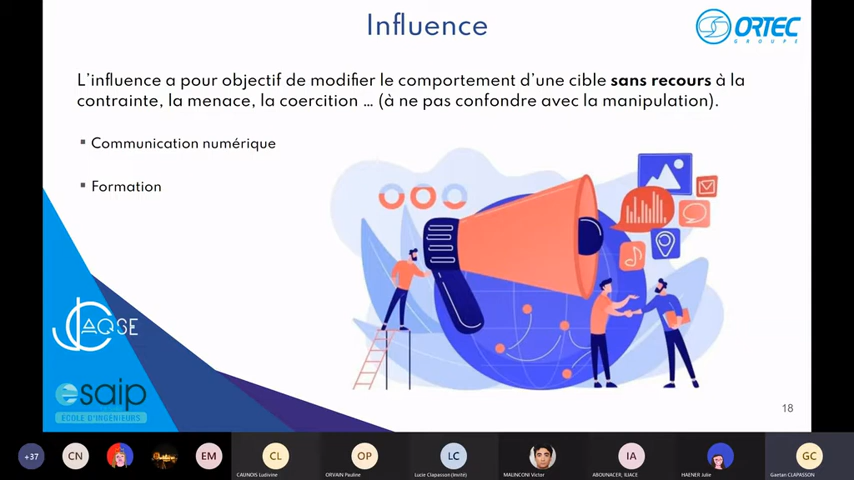 Influence
ORTEC
GROUPE
L'influence a pour objectif de modifier le comportement d'une cible sans recours à la
contrainte, la menace, la coercition ... (à ne pas confondre avec la manipulation).
▪ Communication numérique
▪ Formation
JCAQSE
esaip
ÉCOLE D'INGÉNIEURS
18
+37
CN
EM
CL
OP
LC
IA
GC
CAUNOIS Ludivine
ORVAIN Pauline
Lucie Clapasson (Invité)
MALINCONI Victor
ABOUNACER, ILIACE
HAENER Julie
Gaetan CLAPASSON